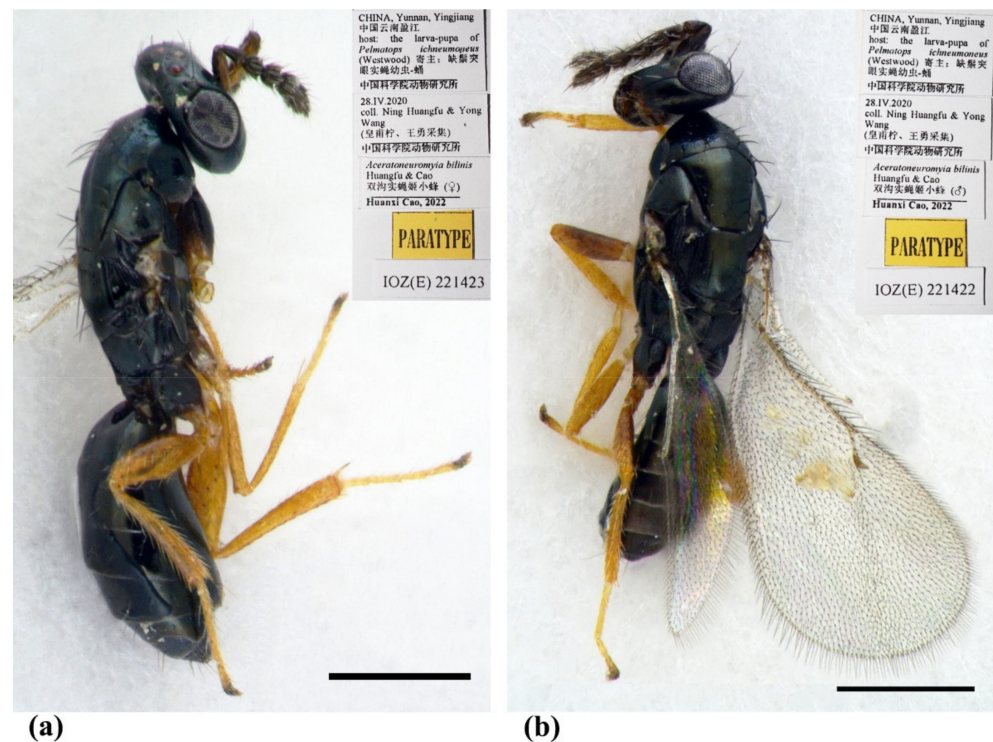 CHINA, Yunnan, Yingjiang
中国云南盈江
host: the larva-pupa of
Pelmatops ichneumoneus
(Westwood) 寄主：缺鬃突
眼实蝇幼虫-蛹
中国科学院动物研究所
28.IV.2020
coll. Ning Huangfu & Yong
Wang
(皇甫柠、王勇采集)
中国科学院动物研究所
Aceratoneuromyia bilinis
Huangfu & Cao
双沟实蝇姬小蜂 (♀)
Huanxi Cao, 2022
PARATYPE
IOZ(E) 221423
CHINA, Yunnan, Yingjiang
中国云南盈江
host: the larva-pupa of
Pelmatops ichneumoneus
(Westwood) 寄主：缺鬃突
眼实蝇幼虫-蛹
中国科学院动物研究所
28.IV.2020
coll. Ning Huangfu & Yong
Wang
(皇甫柠、王勇采集)
中国科学院动物研究所
Aceratoneuromyia bilinis
Huangfu & Cao
双沟实蝇姬小蜂 (♂)
Huanxi Cao, 2022
PARATYPE
IOZ(E) 221422
(a)
(b)